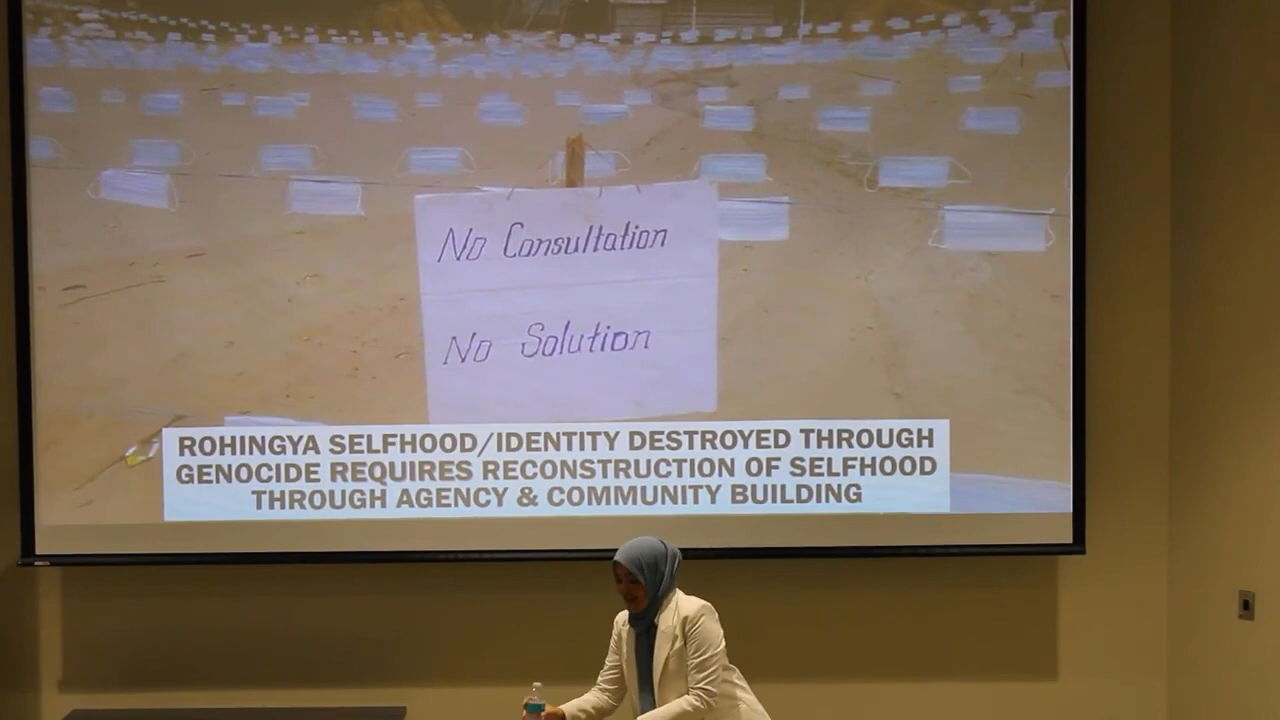 No Consultation
No Solution
ROHINGYA SELFHOOD/IDENTITY DESTROYED THROUGH
GENOCIDE REQUIRES RECONSTRUCTION OF SELFHOOD
THROUGH AGENCY & COMMUNITY BUILDING